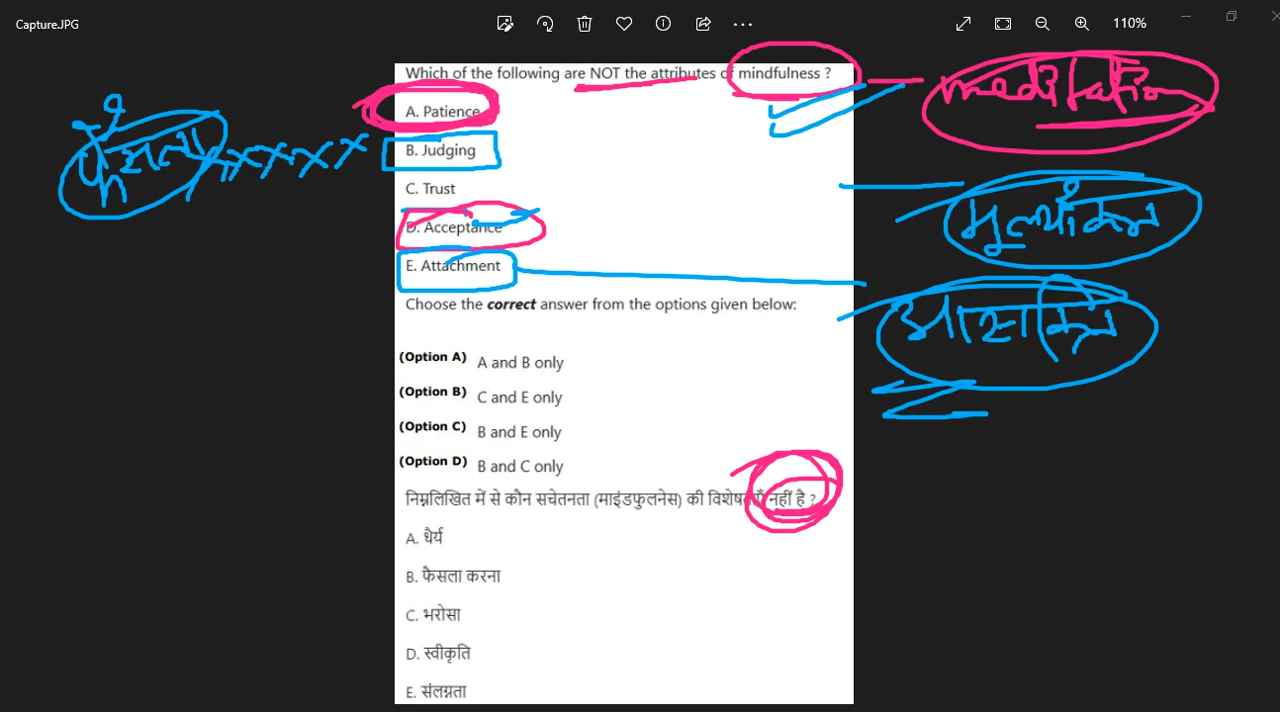 Capture.JPG
110%
Which of the following are NOT the attributes of mindfulness ?
A. Patience
B. Judging
C. Trust
D. Acceptance
E. Attachment
Choose the correct answer from the options given below:
(Option A) A and B only
(Option B) C and E only
(Option C) B and E only
(Option D) B and C only
निम्नलिखित में से कौन सचेतनता (माइंडफुलनेस) की विशेषताएँ नहीं है ?
A. धैर्य
B. फैसला करना
C. भरोसा
D. स्वीकृति
E. संलग्नता
meditation
मूल्यांकन